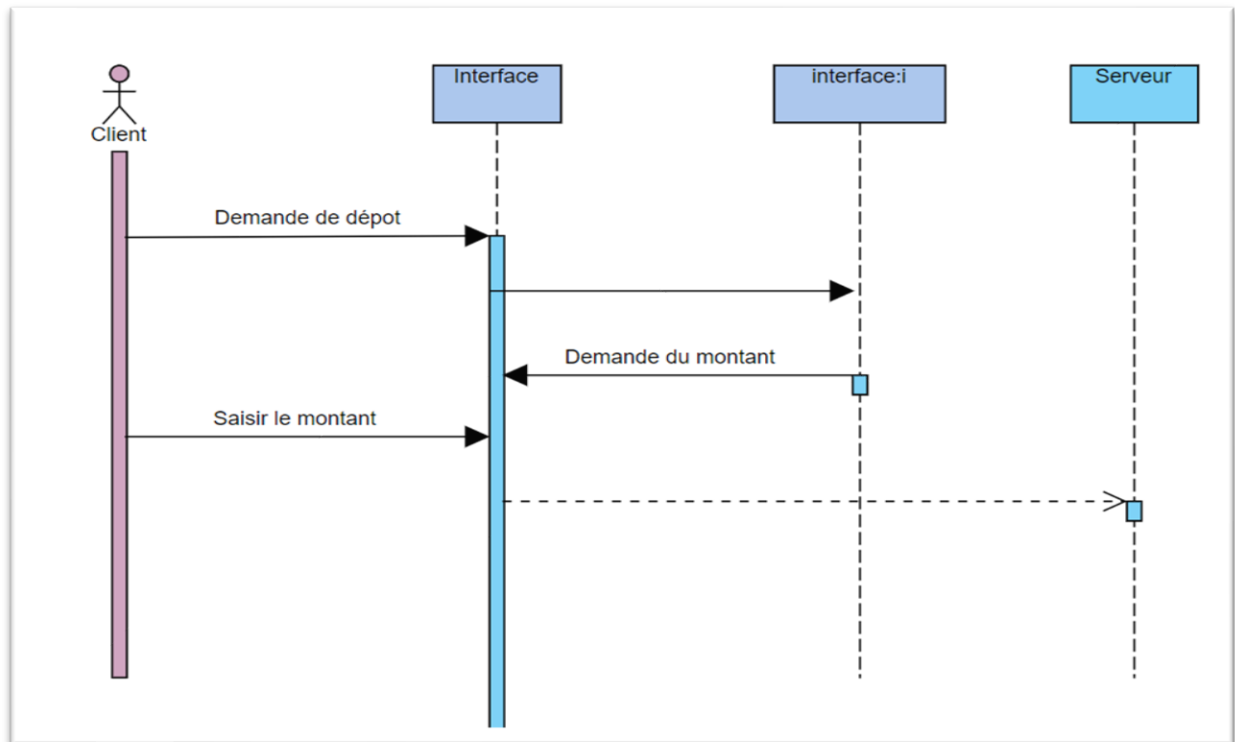 Interface
interface:i
Serveur
Client
Demande de dépot
Demande du montant
Saisir le montant